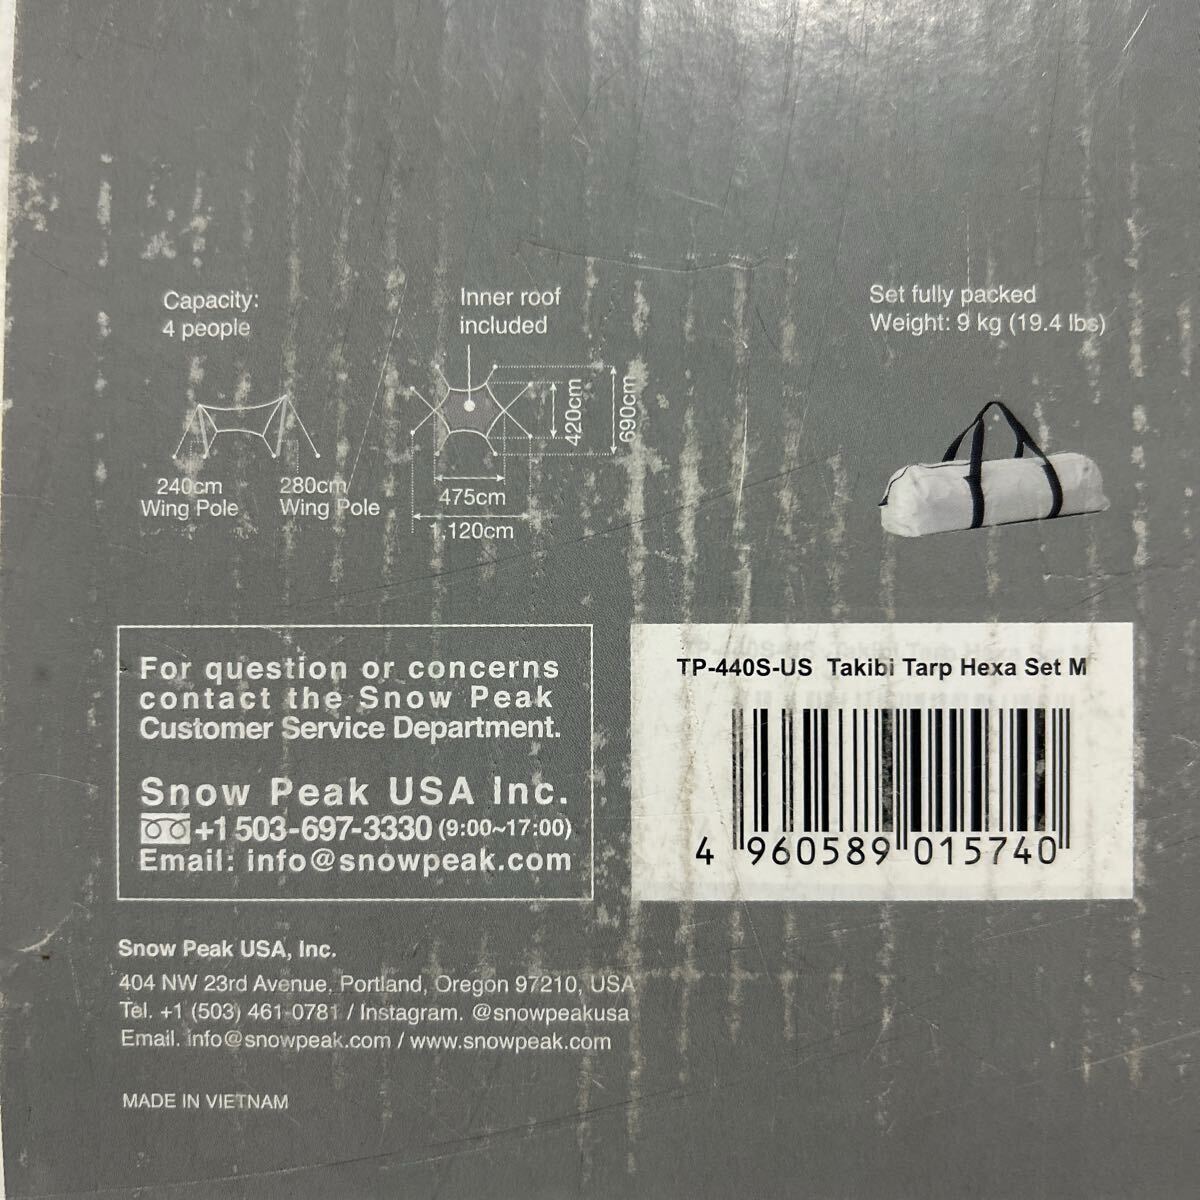 Capacity:
4 people
Inner roof
included
Set fully packed
Weight: 9 kg (19.4 lbs)
240cm
Wing Pole
280cm
Wing Pole
420cm
690cm
475cm
1,120cm
For question or concerns
contact the Snow Peak
Customer Service Department.
Snow Peak USA Inc.
+1 503-697-3330 (9:00~17:00)
Email: info@snowpeak.com
TP-440S-US Takibi Tarp Hexa Set M
4 960589 015740
Snow Peak USA, Inc.
404 NW 23rd Avenue, Portland, Oregon 97210, USA
Tel. +1 (503) 461-0781 / Instagram. @snowpeakusa
Email. info@snowpeak.com / www.snowpeak.com
MADE IN VIETNAM